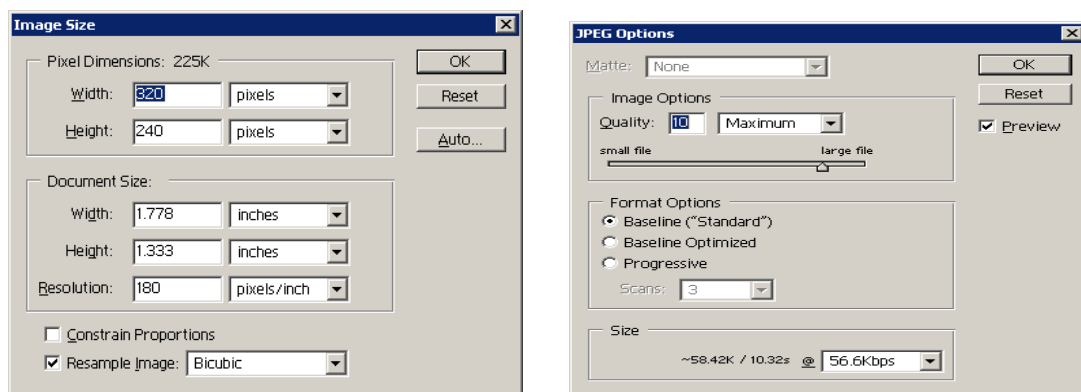 Image Size
Pixel Dimensions: 225K
Width: 320 pixels
Height: 240 pixels
Document Size:
Width: 1.778 inches
Height: 1.333 inches
Resolution: 180 pixels/inch
Constrain Proportions
Resample Image: Bicubic
OK
Reset
Auto...
JPEG Options
Matte: None
Image Options
Quality: 10 Maximum
small file large file
Format Options
Baseline ("Standard")
Baseline Optimized
Progressive
Scans: 3
Size
~58.42K / 10.32s @ 56.6Kbps
OK
Reset
Preview